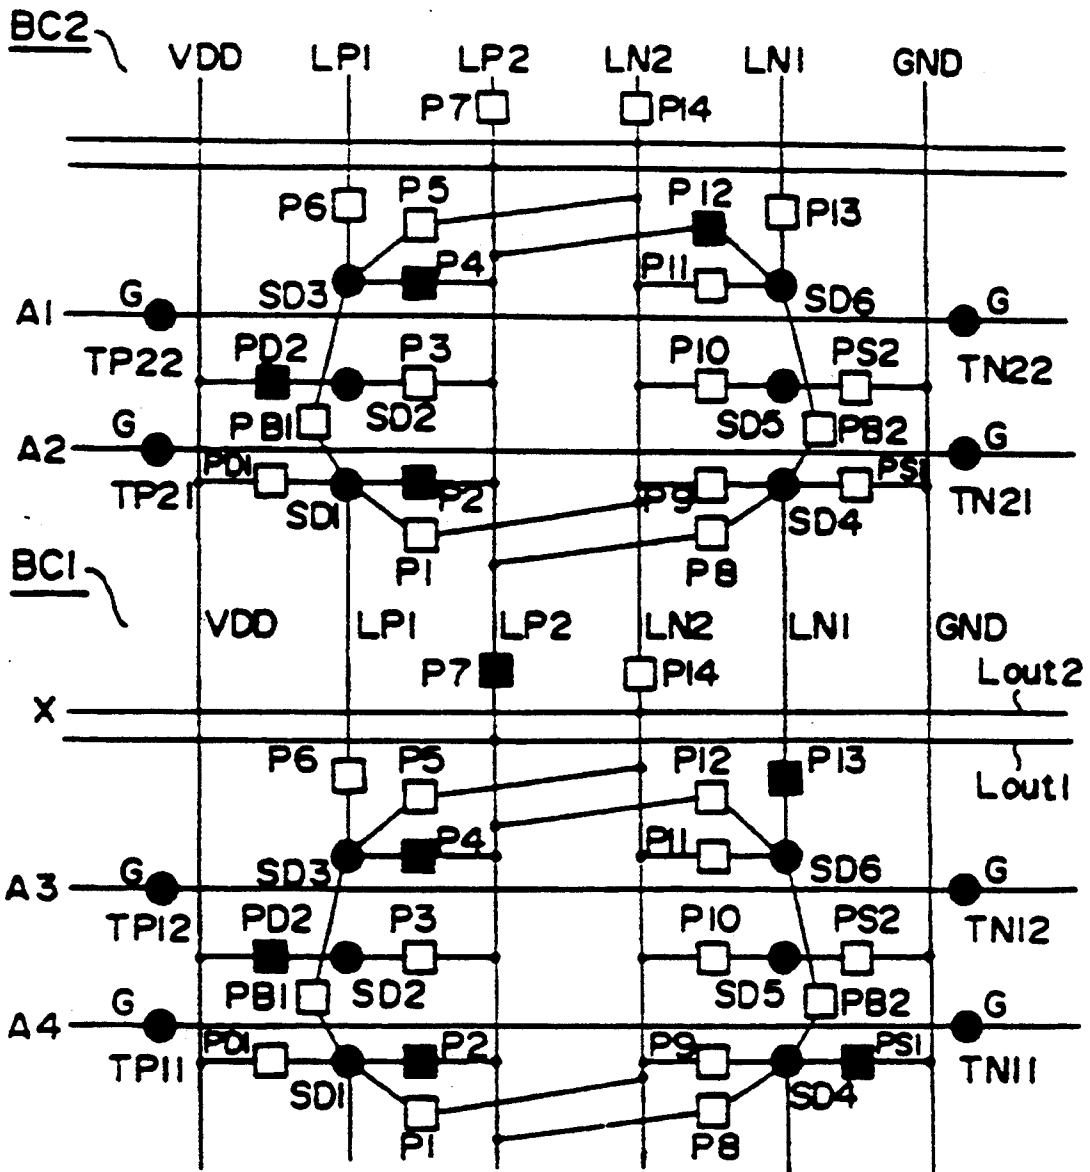 BC2
VDD LP1 LP2 LN2 LN1 GND
P7 P14
P6 P5 P12 P13
P4 P11
SD3 SD6
A1 G G
TP22 PD2 P3 P10 PS2 TN22
SD2 SD5
PB1 PB2
A2 G G
PD1 PS1
TP21 SD1 P2 P9 SD4 TN21
P1 P8
BC1
VDD LP1 LP2 LN2 LN1 GND
P7 P14 Lout2
X
P6 P5 P12 P13 Lout1
P4 P11
SD3 SD6
A3 G G
TP12 PD2 P3 P10 PS2 TN12
PB1 SD2 SD5 PB2
A4 G G
PD1 P2 P9 PS1
TP11 SD1 SD4 TN11
P1 P8